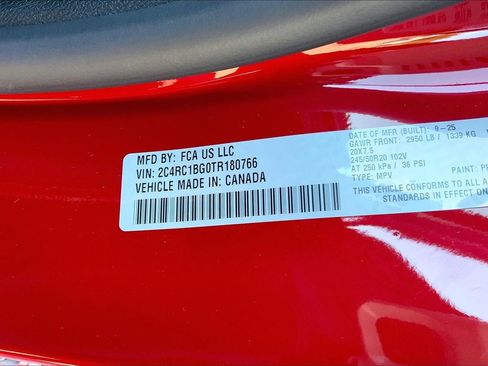 MFD BY: FCA US LLC
VIN: 2C4RC1BG0TR180766
VEHICLE MADE IN: CANADA
DATE OF MFR (BUILT): 9-25
GAWR FRONT: 2950 LB / 1339 KG
20X7.5
245/50R20 102V
AT 250 kPa / 36 PSI
TYPE: MPV
PAINT:
THIS VEHICLE CONFORMS TO ALL
STANDARDS IN EFFECT